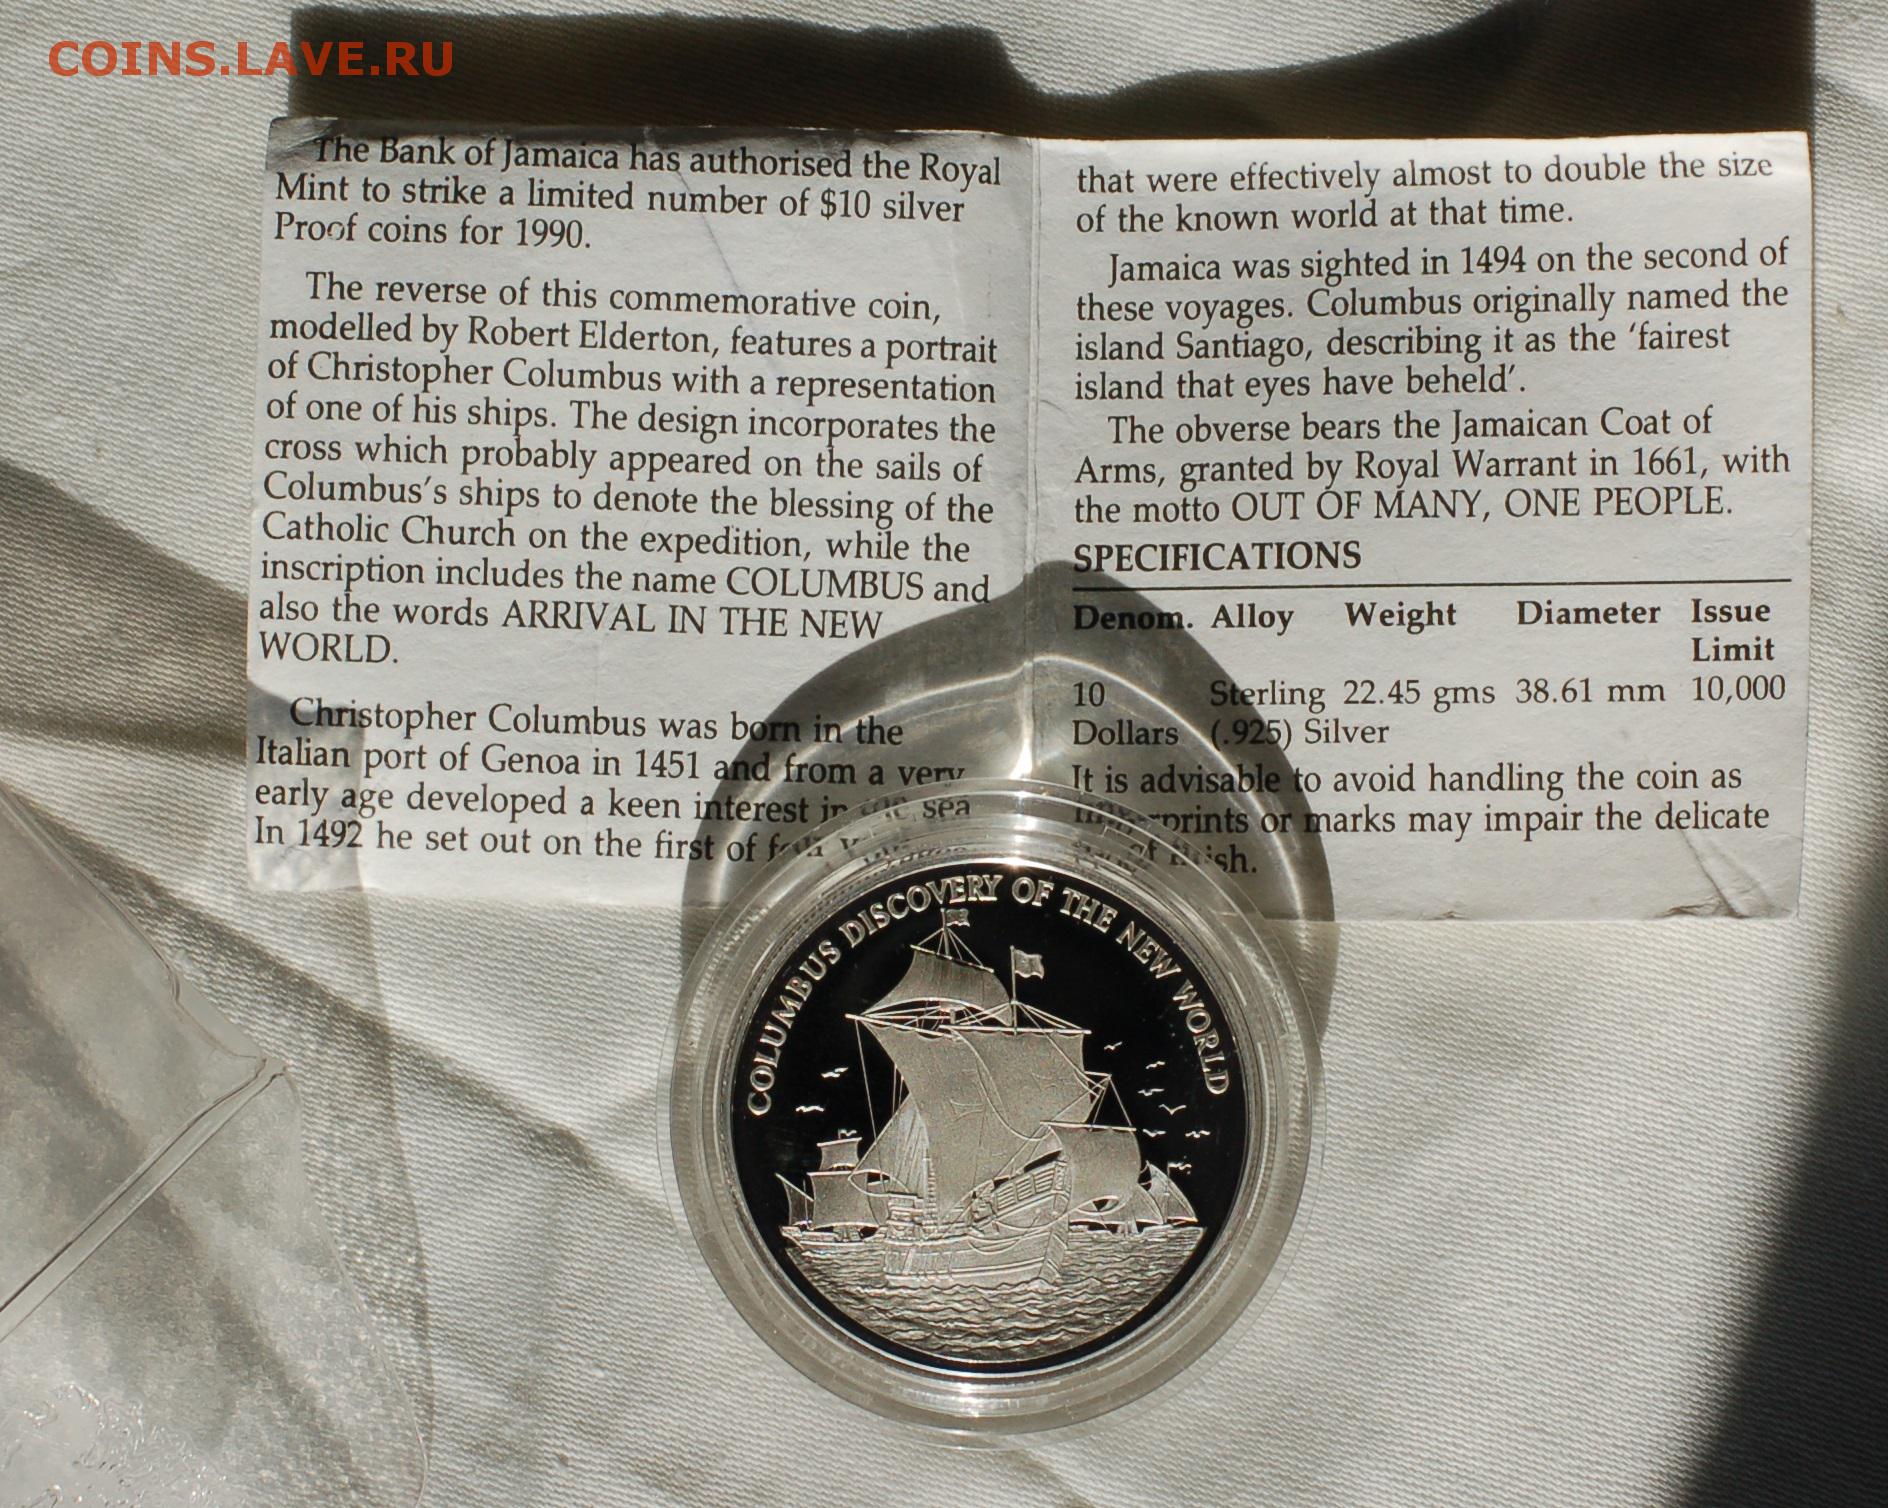 COINS.LAVE.RU
The Bank of Jamaica has authorised the Royal
Mint to strike a limited number of $10 silver
Proof coins for 1990.
The reverse of this commemorative coin,
modelled by Robert Elderton, features a portrait
of Christopher Columbus with a representation
of one of his ships. The design incorporates the
cross which probably appeared on the sails of
Columbus's ships to denote the blessing of the
Catholic Church on the expedition, while the
inscription includes the name COLUMBUS and
also the words ARRIVAL IN THE NEW
WORLD.
Christopher Columbus was born in the
Italian port of Genoa in 1451 and from a very
early age developed a keen interest in the sea
In 1492 he set out on the first of four
that were effectively almost to double the size
of the known world at that time.
Jamaica was sighted in 1494 on the second of
these voyages. Columbus originally named the
island Santiago, describing it as the 'fairest
island that eyes have beheld'.
The obverse bears the Jamaican Coat of
Arms, granted by Royal Warrant in 1661, with
the motto OUT OF MANY, ONE PEOPLE.
SPECIFICATIONS
Denom. Alloy Weight Diameter Issue
Limit
10 Sterling 22.45 gms 38.61 mm 10,000
Dollars (.925) Silver
It is advisable to avoid handling the coin as
or marks may impair the delicate
COLUMBUS DISCOVERY OF THE NEW WORLD